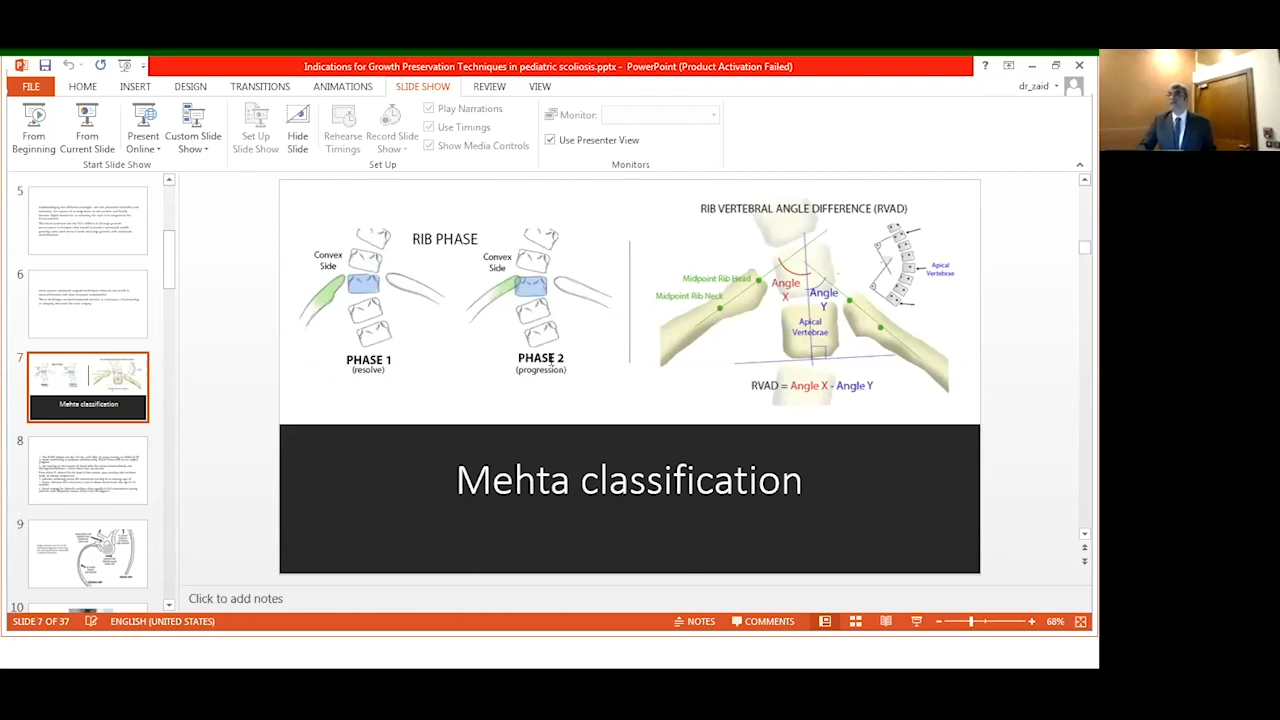 Indications for Growth Preservation Techniques in pediatric scoliosis.pptx - PowerPoint (Product Activation Failed)
FILE HOME INSERT DESIGN TRANSITIONS ANIMATIONS SLIDE SHOW REVIEW VIEW dr_zaid
From Beginning
From Current Slide
Present Online
Custom Slide Show
Start Slide Show
Set Up Slide Show
Hide Slide
Rehearse Timings
Record Slide Show
Play Narrations
Use Timings
Show Media Controls
Set Up
Monitor:
Use Presenter View
Monitors
5
6
7
Mehta classification
8
9
10
RIB PHASE
Convex
Side
Convex
Side
PHASE 1
(resolve)
PHASE 2
(progression)
RIB VERTEBRAL ANGLE DIFFERENCE (RVAD)
Midpoint Rib Head
Midpoint Rib Neck
Angle
X
Angle
Y
Apical
Vertebrae
Apical
Vertebrae
RVAD = Angle X - Angle Y
Mehta classification
Click to add notes
SLIDE 7 OF 37 ENGLISH (UNITED STATES) NOTES COMMENTS 68%